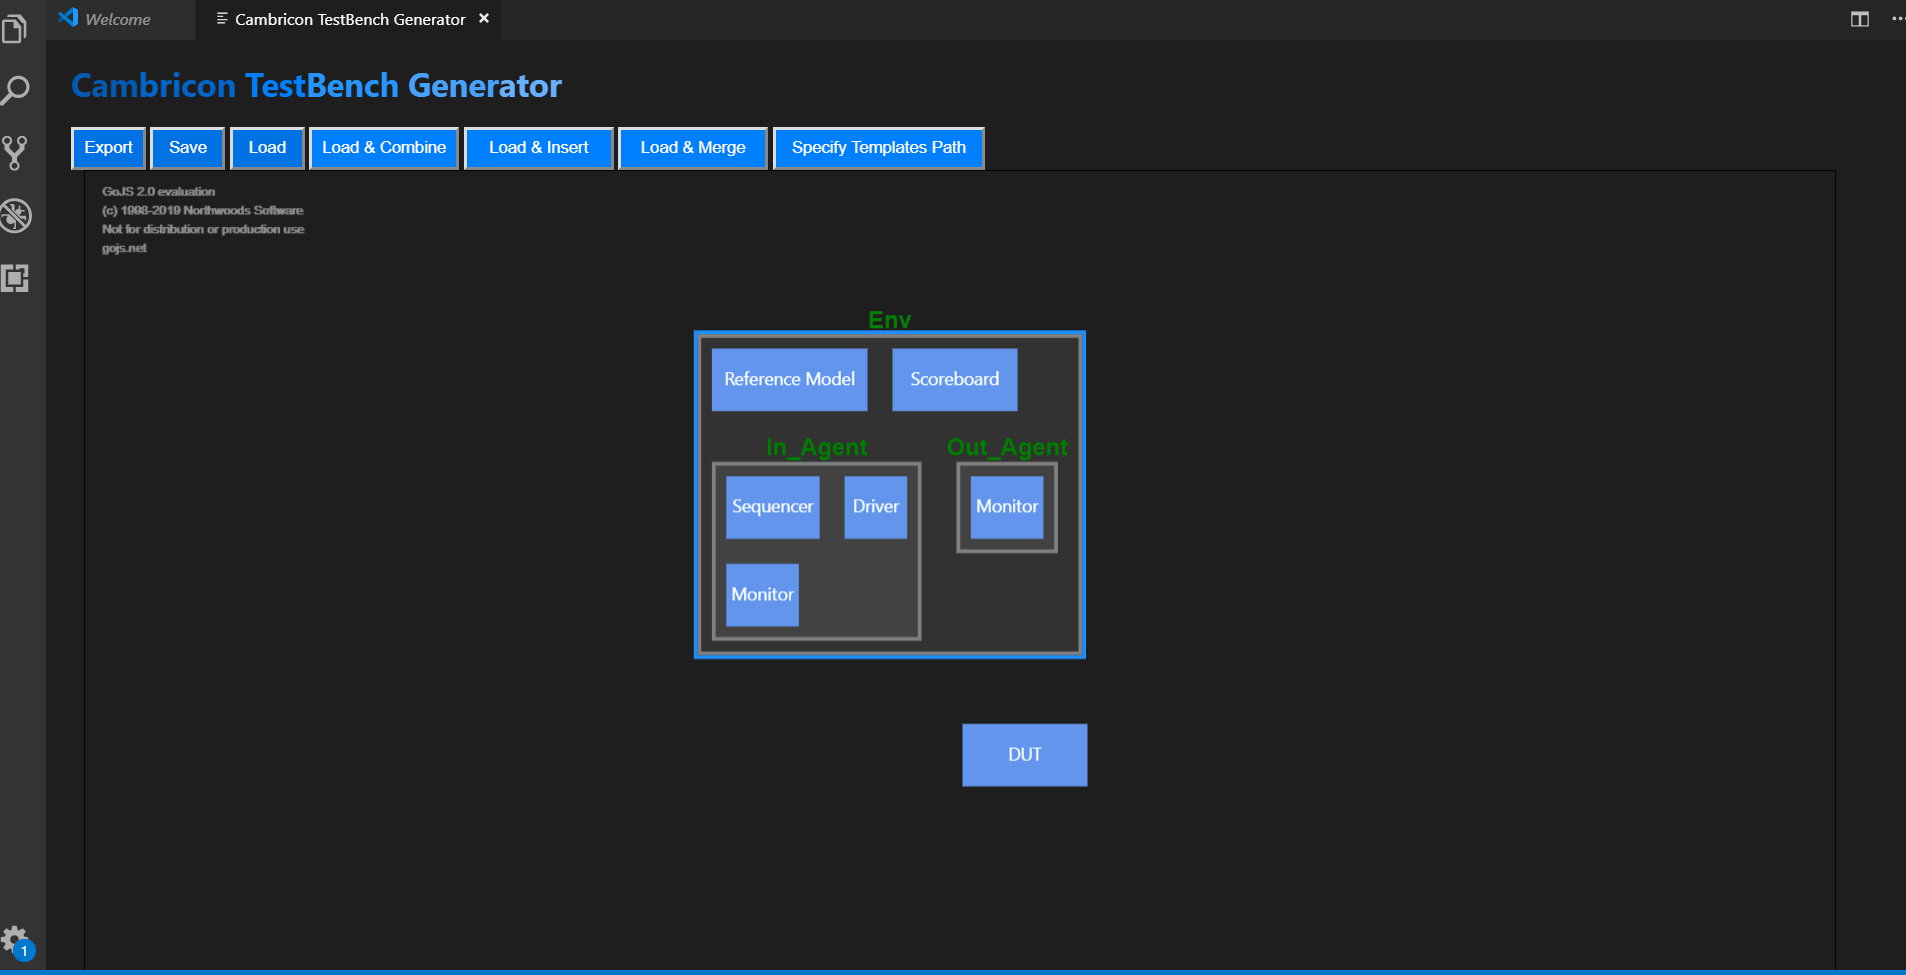 Welcome
Cambricon TestBench Generator
Cambricon TestBench Generator
Export Save Load Load & Combine Load & Insert Load & Merge Specify Templates Path
GoJS 2.0 evaluation
(c) 1998-2019 Northwoods Software
Not for distribution or production use
gojs.net
Env
Reference Model Scoreboard
In_Agent Out_Agent
Sequencer Driver Monitor
Monitor
DUT
1